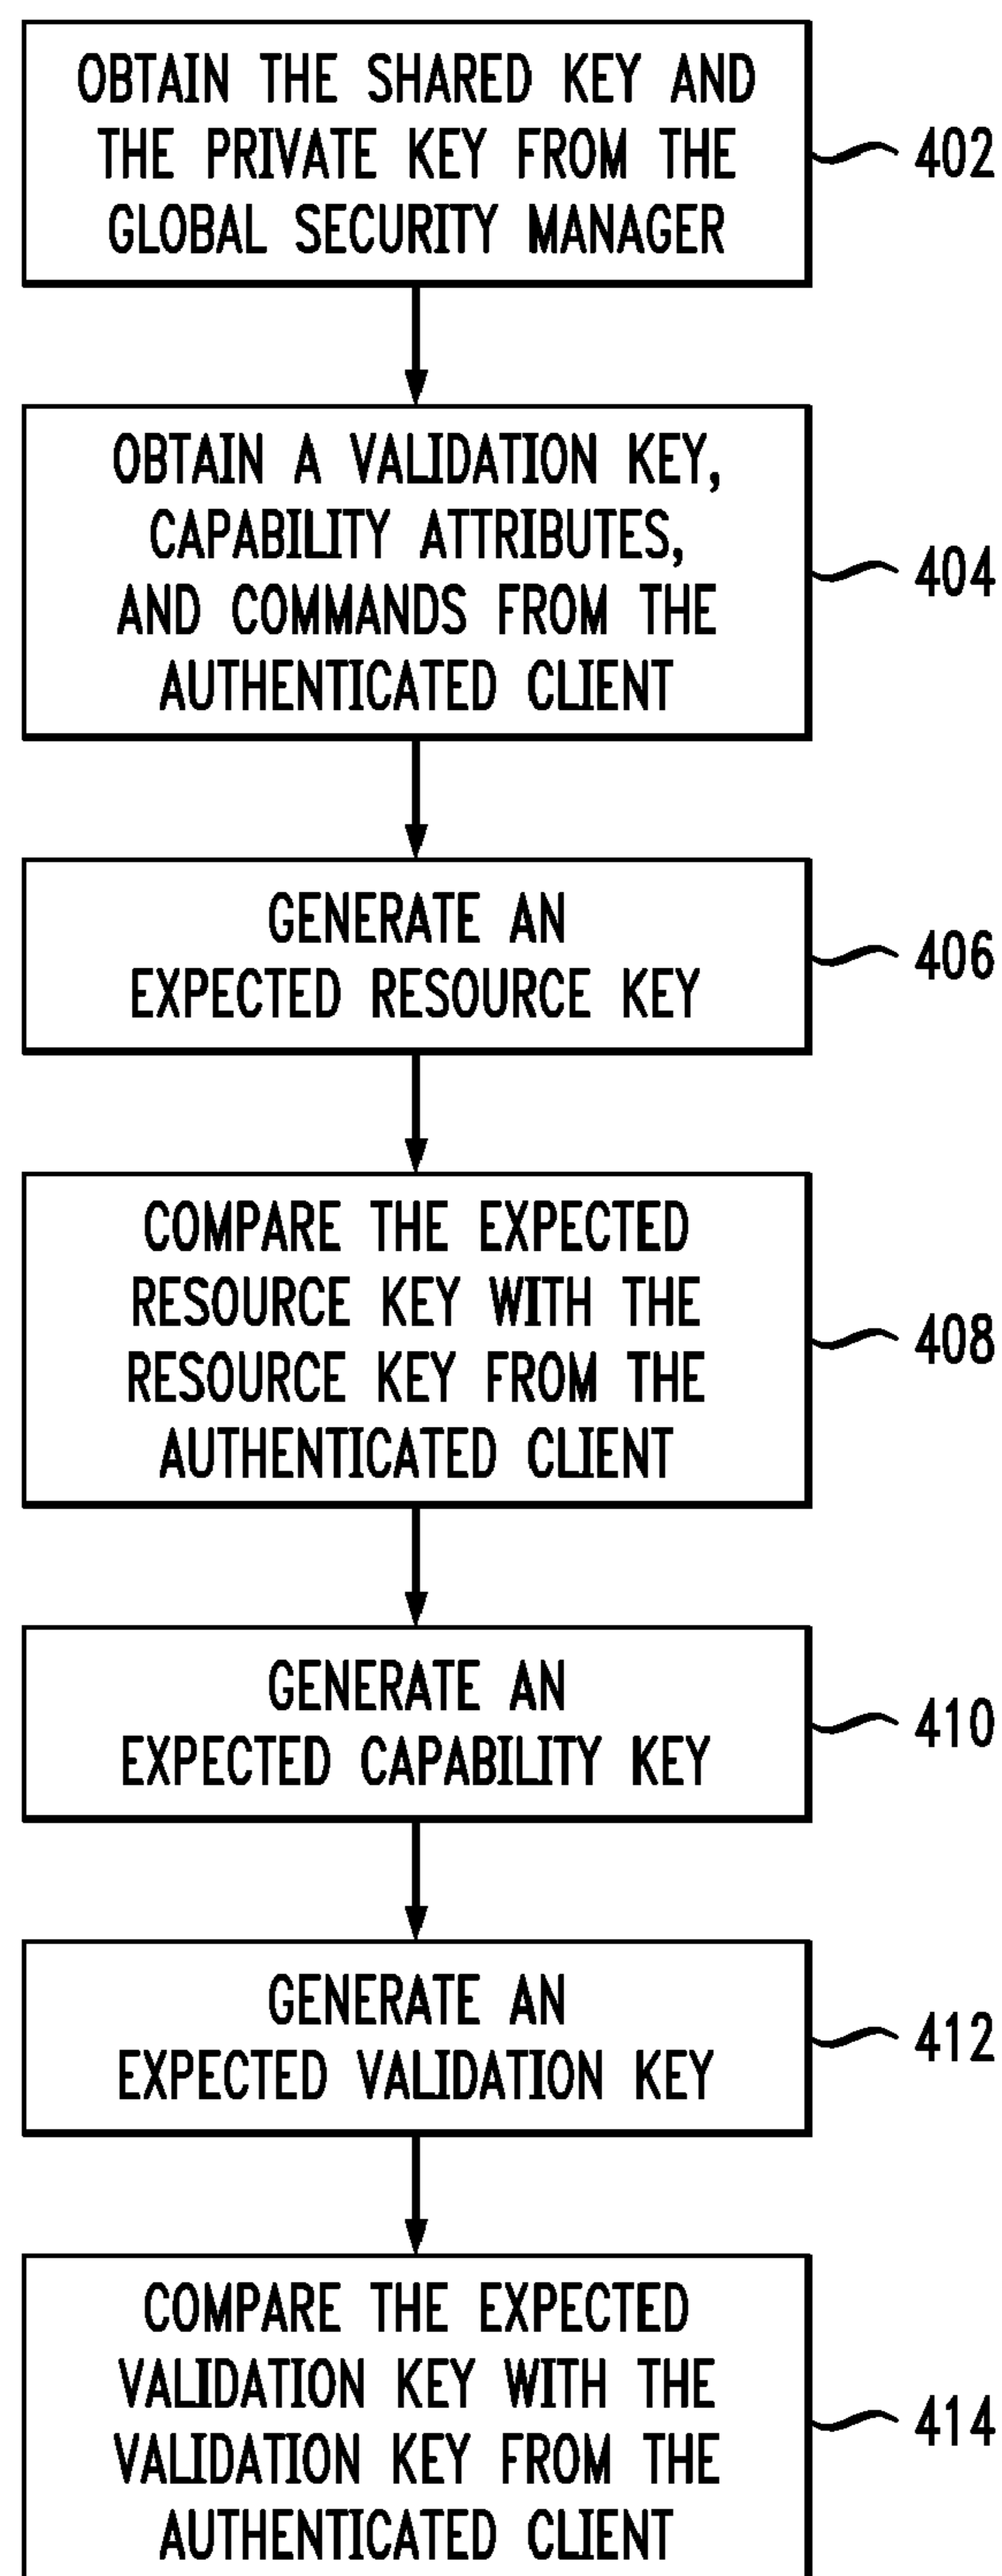 OBTAIN THE SHARED KEY AND
THE PRIVATE KEY FROM THE
GLOBAL SECURITY MANAGER
402
OBTAIN A VALIDATION KEY,
CAPABILITY ATTRIBUTES,
AND COMMANDS FROM THE
AUTHENTICATED CLIENT
404
GENERATE AN
EXPECTED RESOURCE KEY
406
COMPARE THE EXPECTED
RESOURCE KEY WITH THE
RESOURCE KEY FROM THE
AUTHENTICATED CLIENT
408
GENERATE AN
EXPECTED CAPABILITY KEY
410
GENERATE AN
EXPECTED VALIDATION KEY
412
COMPARE THE EXPECTED
VALIDATION KEY WITH THE
VALIDATION KEY FROM THE
AUTHENTICATED CLIENT
414